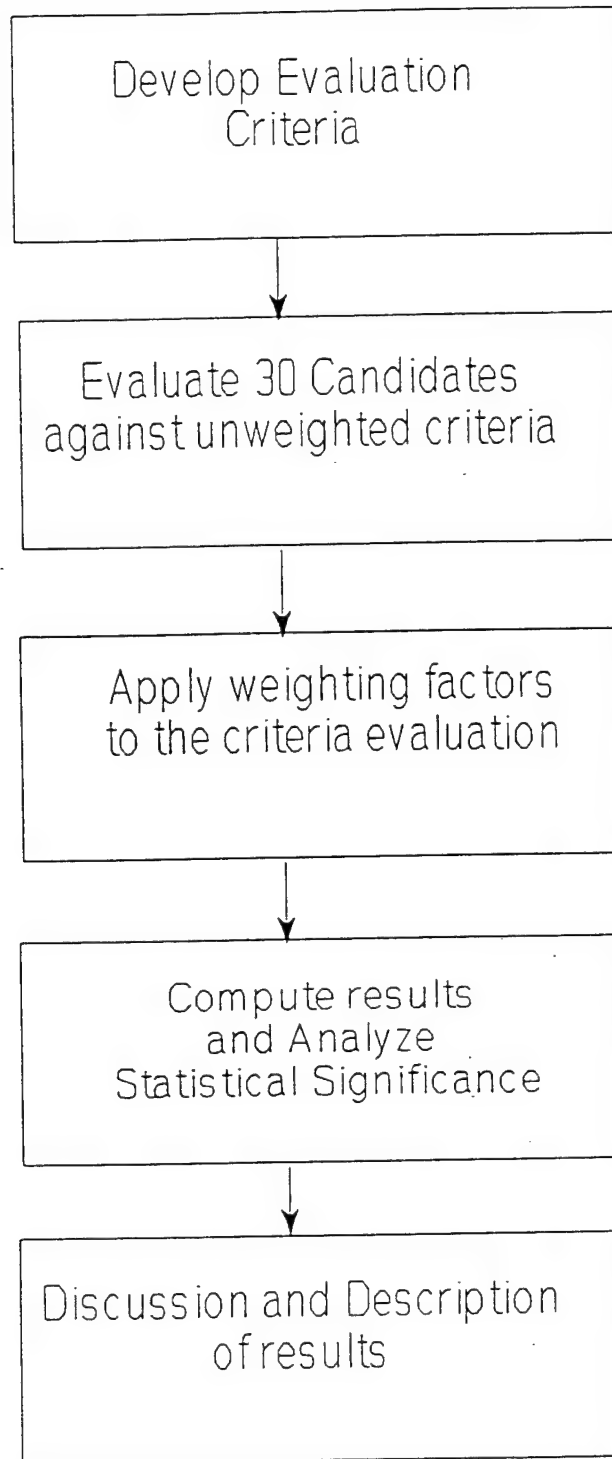 Develop Evaluation
Criteria
Evaluate 30 Candidates
against unweighted criteria
Apply weighting factors
to the criteria evaluation
Compute results
and Analyze
Statistical Significance
Discussion and Description
of results